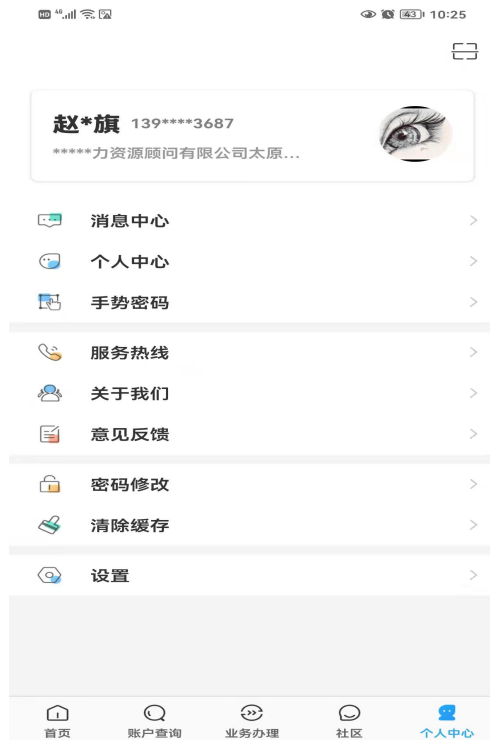 HD 46 43 10:25
赵*旗 139****3687
*****力资源顾问有限公司太原...
消息中心
个人中心
手势密码
服务热线
关于我们
意见反馈
密码修改
清除缓存
设置
首页 账户查询 业务办理 社区 个人中心